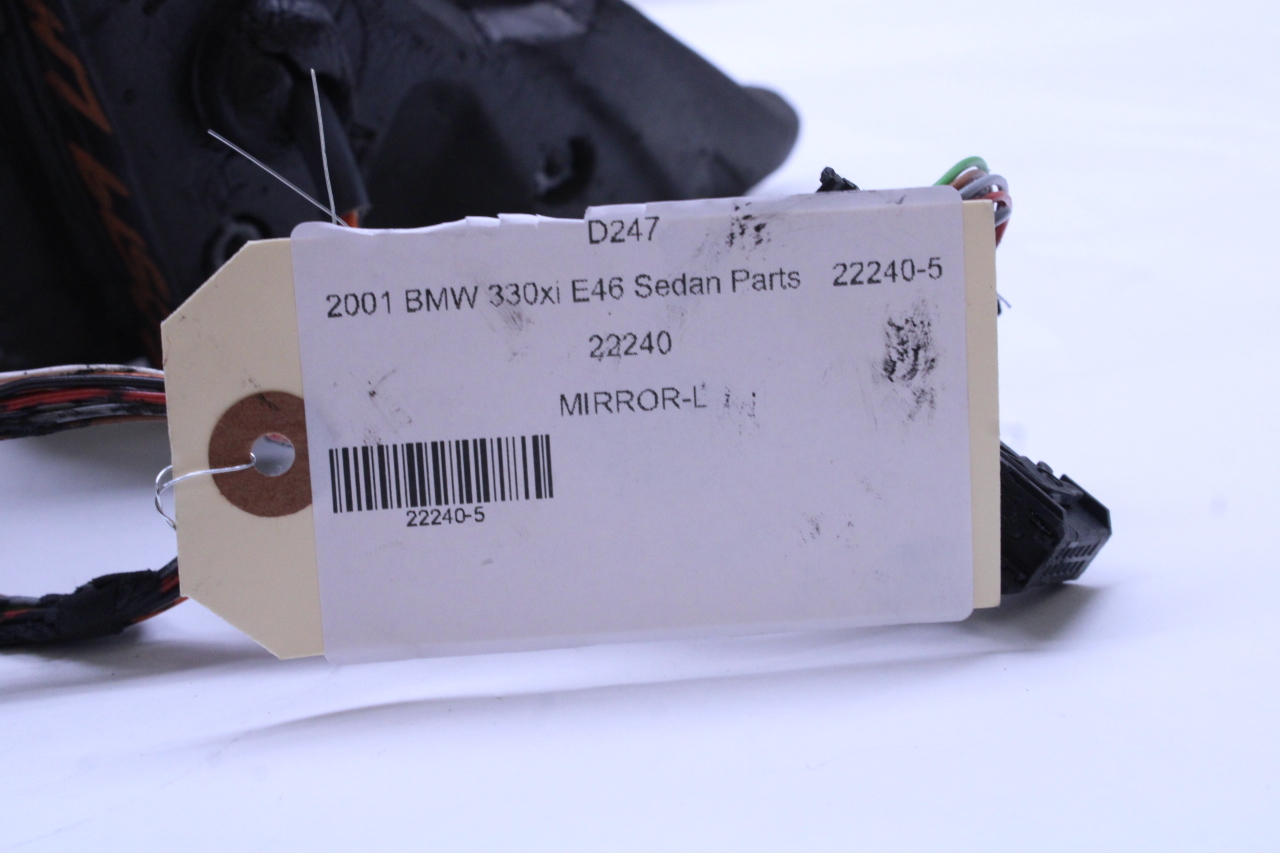 D247
2001 BMW 330xi E46 Sedan Parts 22240-5
22240
MIRROR-L
22240-5